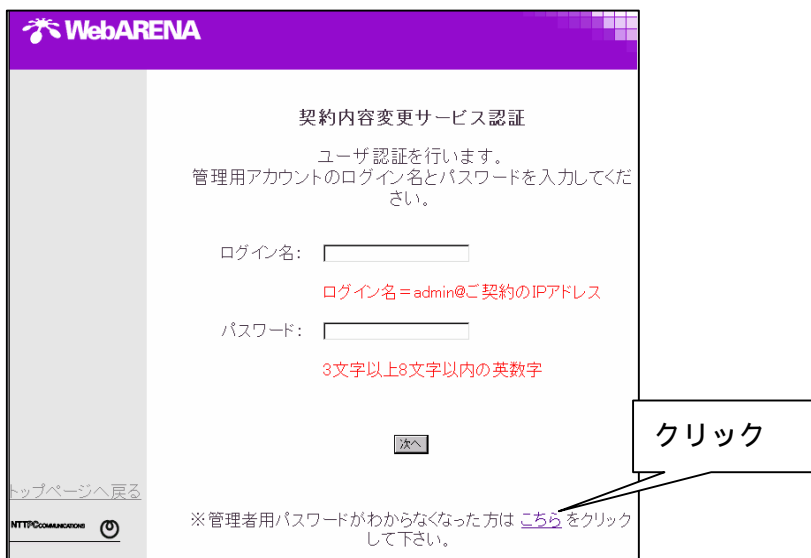 WebARENA
契約内容変更サービス認証
ユーザ認証を行います。
管理用アカウントのログイン名とパスワードを入力してくだ
さい。
ログイン名:
ログイン名=admin@ご契約のIPアドレス
パスワード:
3文字以上8文字以内の英数字
次へ
クリック
トップページへ戻る
NTTPCCOMMUNICATIONS
※管理者用パスワードがわからなくなった方は こちら をクリック
して下さい。